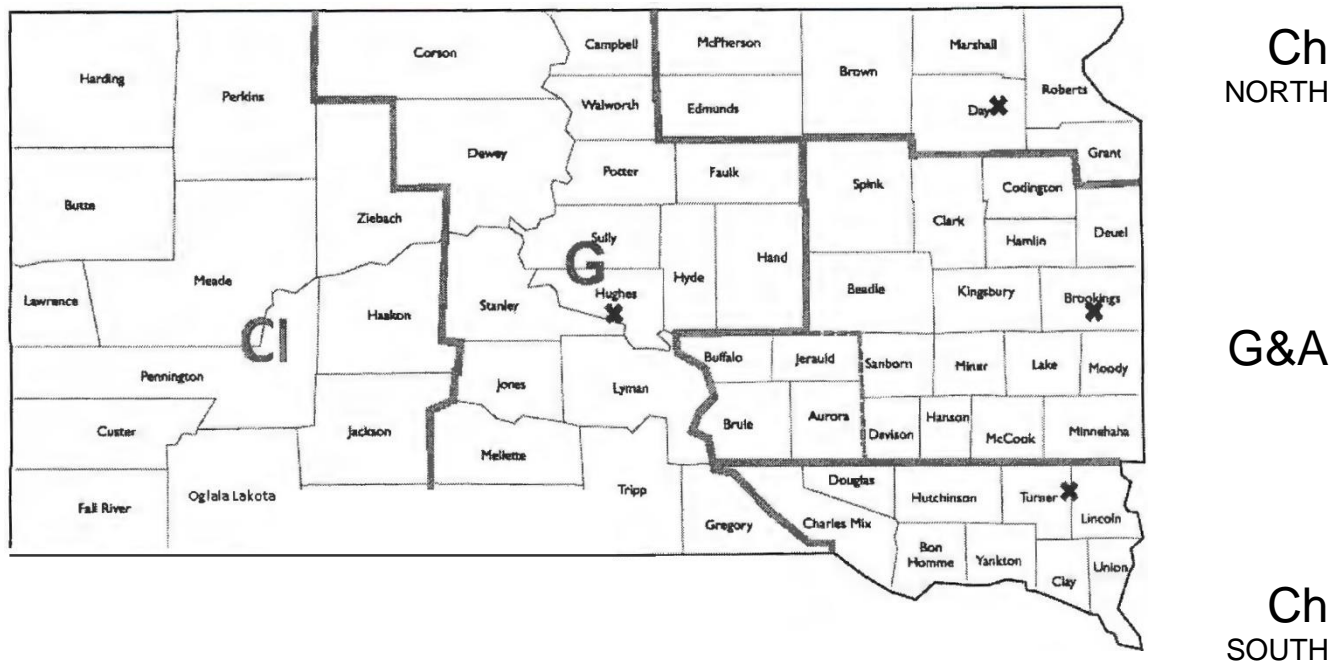 Harding
Perkins
Corson
Campbell
McPherson
Brown
Marshall
Roberts
Ch
NORTH
Walworth
Edmunds
Day
Grant
Butte
Ziebach
Dewey
Potter
Faulk
Spink
Clark
Codington
Hamlin
Deuel
Lawrence
Meade
CI
Haakon
Stanley
Sully
G
Hughes
Hyde
Hand
Beadle
Kingsbury
Brookings
G&A
Pennington
Jones
Lyman
Buffalo
Jerauld
Sanborn
Miner
Lake
Moody
Custer
Jackson
Mellette
Brule
Aurora
Davison
Hanson
McCook
Minnehaha
Fall River
Oglala Lakota
Tripp
Gregory
Douglas
Charles Mix
Hutchinson
Turner
Lincoln
Bon
Homme
Yankton
Clay
Union
Ch
SOUTH